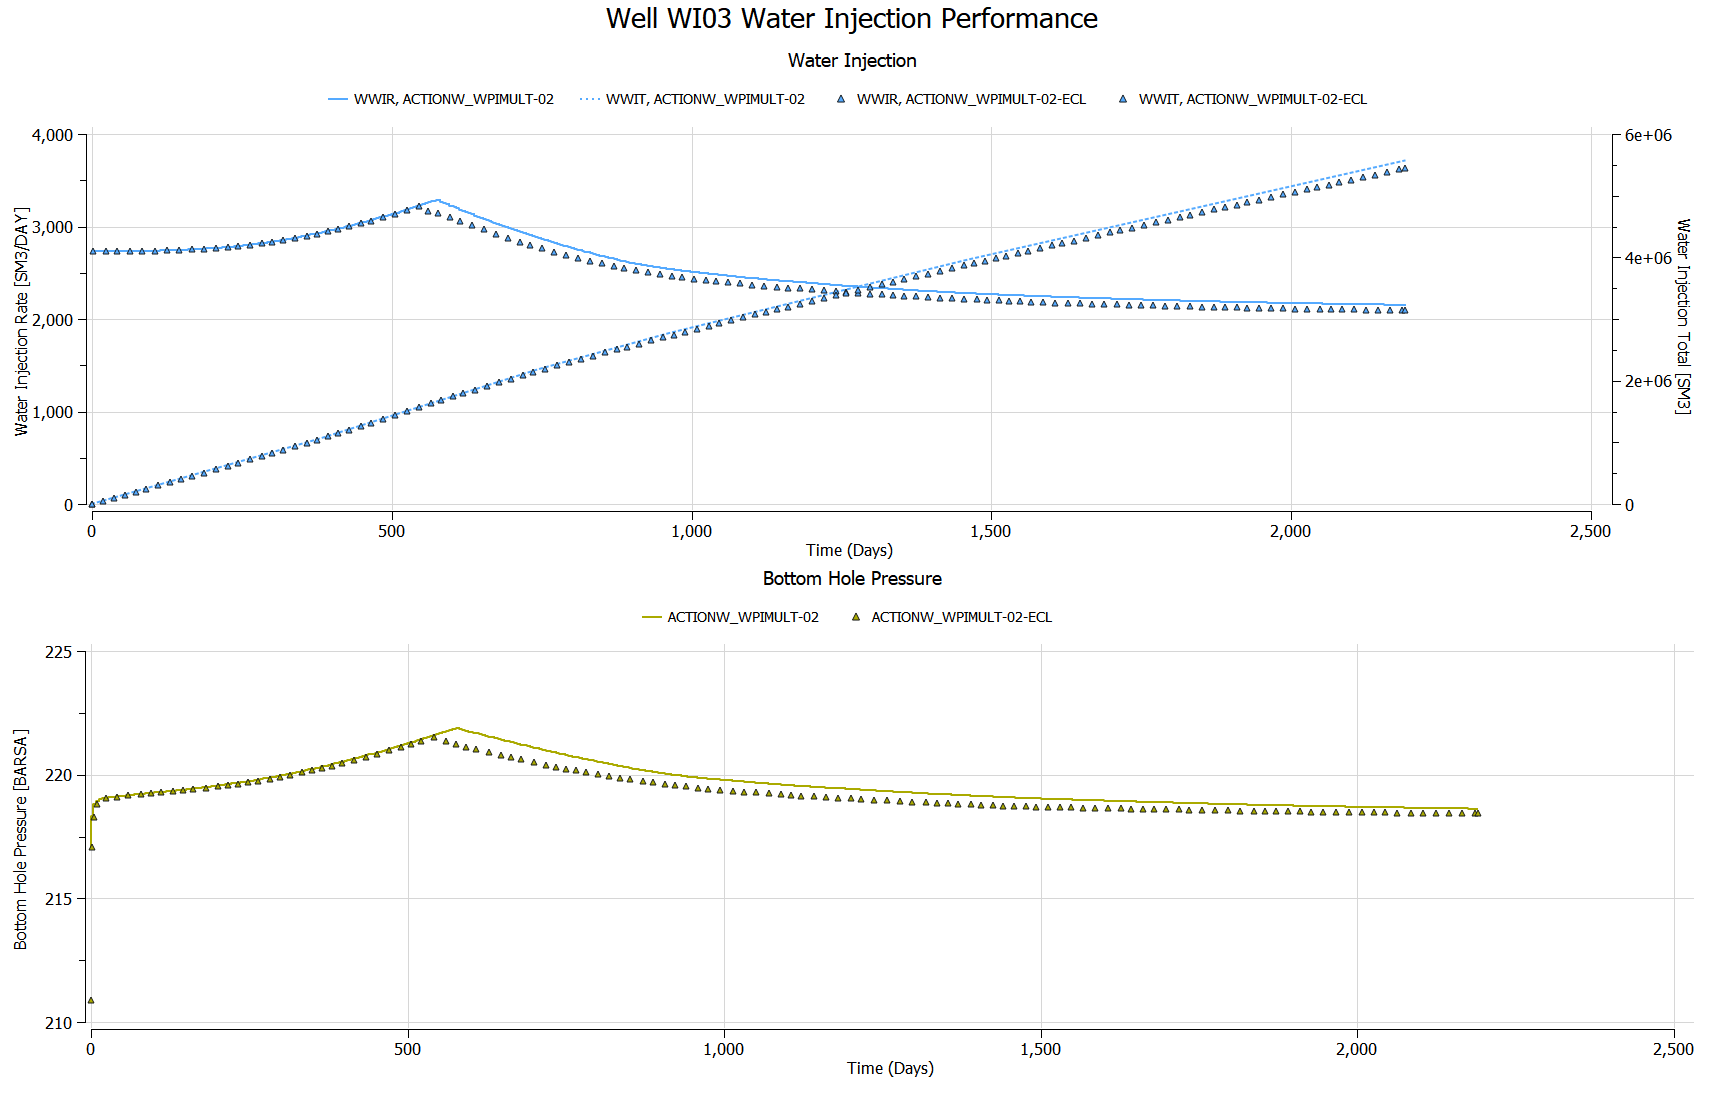 Well WI03 Water Injection Performance
Water Injection
WWIR, ACTIONW_WPIMULT-02 WWIT, ACTIONW_WPIMULT-02 WWIR, ACTIONW_WPIMULT-02-ECL WWIT, ACTIONW_WPIMULT-02-ECL
Water Injection Rate [SM3/DAY]
4,000
3,000
2,000
1,000
0
6e+06
4e+06
2e+06
0
Water Injection Total [SM3]
0 500 1,000 1,500 2,000 2,500
Time (Days)
Bottom Hole Pressure
ACTIONW_WPIMULT-02 ACTIONW_WPIMULT-02-ECL
Bottom Hole Pressure [BARSA]
225
220
215
210
0 500 1,000 1,500 2,000 2,500
Time (Days)